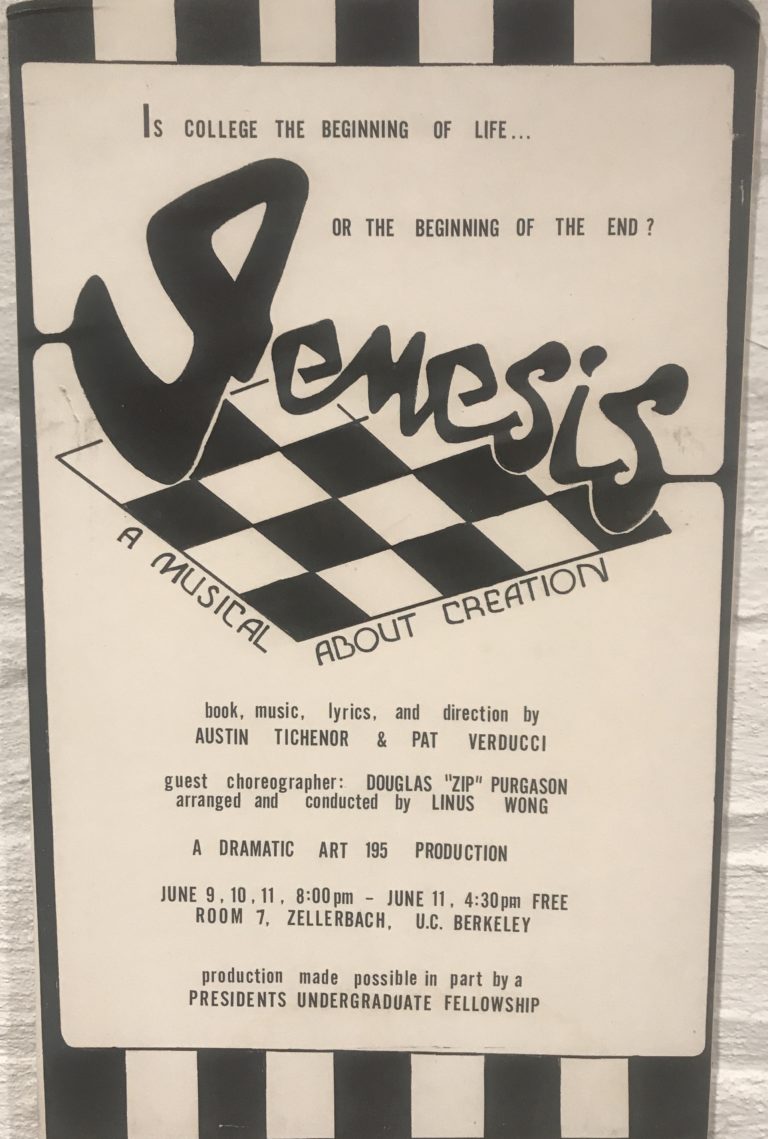 Is COLLEGE THE BEGINNING OF LIFE...
OR THE BEGINNING OF THE END?
Genesis
A MUSICAL ABOUT CREATION
book, music, lyrics, and direction by
AUSTIN TICHENOR & PAT VERDUCCI
guest choreographer: DOUGLAS "ZIP" PURGASON
arranged and conducted by LINUS WONG
A DRAMATIC ART 195 PRODUCTION
JUNE 9, 10, 11, 8:00pm - JUNE 11, 4:30pm FREE
ROOM 7, ZELLERBACH, U.C. BERKELEY
production made possible in part by a
PRESIDENTS UNDERGRADUATE FELLOWSHIP